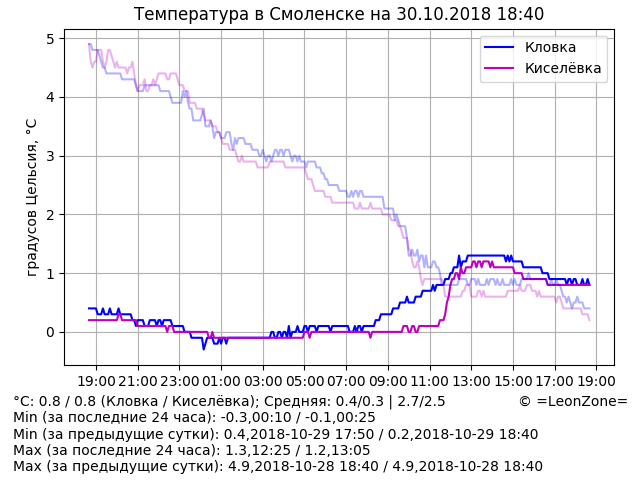 Температура в Смоленске на 30.10.2018 18:40
Кловка
Киселёвка
градусов Цельсия, °C
5
4
3
2
1
0
19:00 21:00 23:00 01:00 03:00 05:00 07:00 09:00 11:00 13:00 15:00 17:00 19:00
°C: 0.8 / 0.8 (Кловка / Киселёвка); Средняя: 0.4/0.3 | 2.7/2.5 © =LeonZone=
Min (за последние 24 часа): -0.3,00:10 / -0.1,00:25
Min (за предыдущие сутки): 0.4,2018-10-29 17:50 / 0.2,2018-10-29 18:40
Max (за последние 24 часа): 1.3,12:25 / 1.2,13:05
Max (за предыдущие сутки): 4.9,2018-10-28 18:40 / 4.9,2018-10-28 18:40